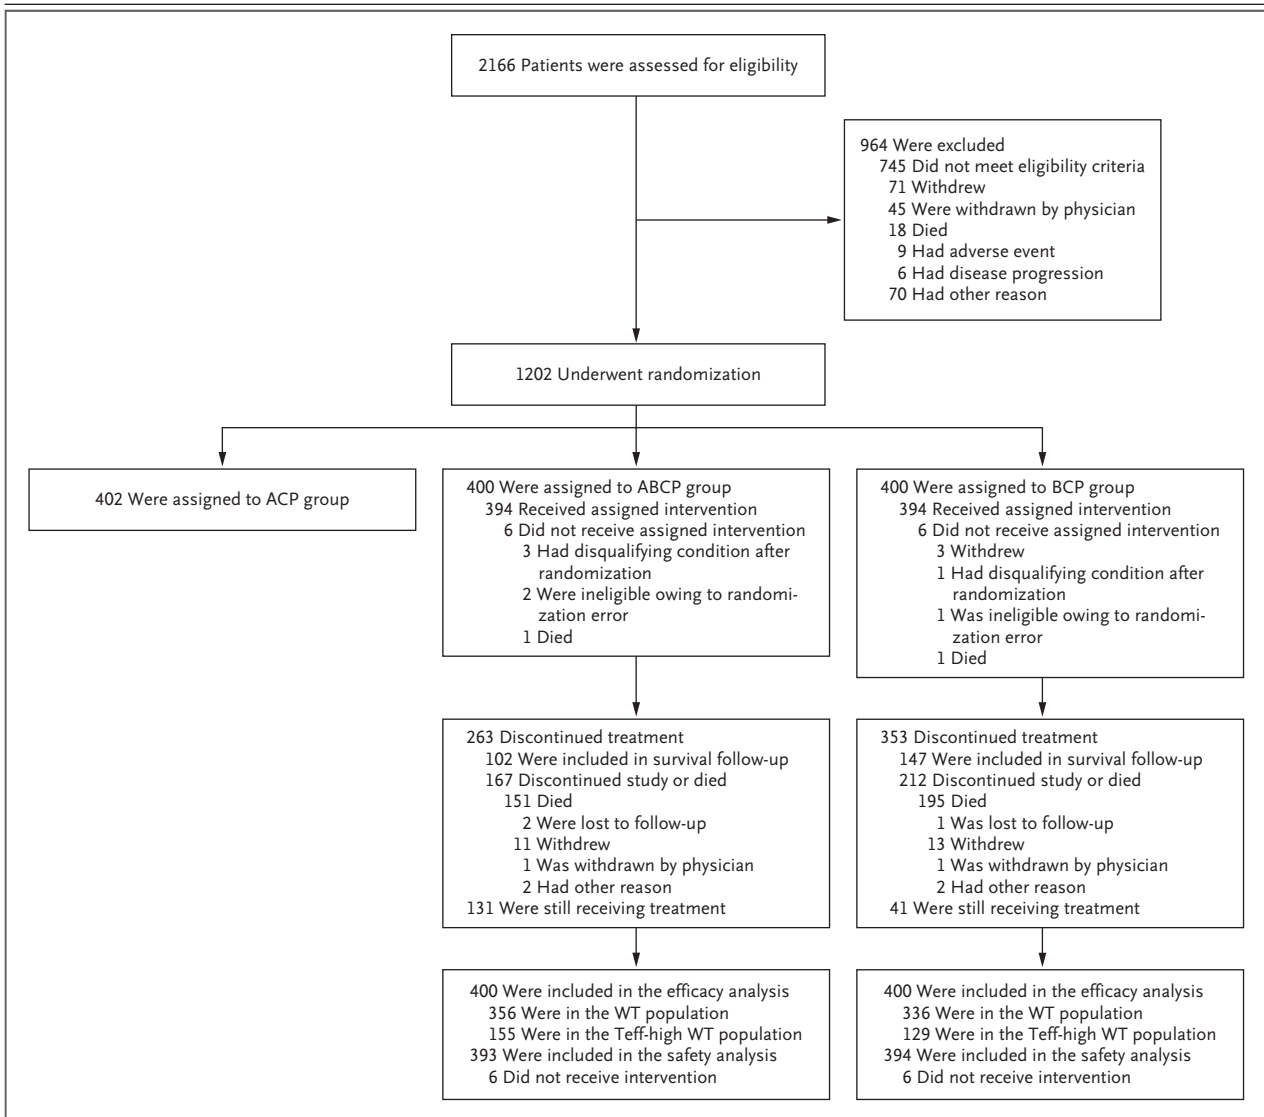 2166 Patients were assessed for eligibility
964 Were excluded
745 Did not meet eligibility criteria
71 Withdrew
45 Were withdrawn by physician
18 Died
9 Had adverse event
6 Had disease progression
70 Had other reason
1202 Underwent randomization
402 Were assigned to ACP group
400 Were assigned to ABCP group
394 Received assigned intervention
6 Did not receive assigned intervention
3 Had disqualifying condition after
randomization
2 Were ineligible owing to randomi-
zation error
1 Died
400 Were assigned to BCP group
394 Received assigned intervention
6 Did not receive assigned intervention
3 Withdrew
1 Had disqualifying condition after
randomization
1 Was ineligible owing to randomi-
zation error
1 Died
263 Discontinued treatment
102 Were included in survival follow-up
167 Discontinued study or died
151 Died
2 Were lost to follow-up
11 Withdrew
1 Was withdrawn by physician
2 Had other reason
131 Were still receiving treatment
353 Discontinued treatment
147 Were included in survival follow-up
212 Discontinued study or died
195 Died
1 Was lost to follow-up
13 Withdrew
1 Was withdrawn by physician
2 Had other reason
41 Were still receiving treatment
400 Were included in the efficacy analysis
356 Were in the WT population
155 Were in the Teff-high WT population
393 Were included in the safety analysis
6 Did not receive intervention
400 Were included in the efficacy analysis
336 Were in the WT population
129 Were in the Teff-high WT population
394 Were included in the safety analysis
6 Did not receive intervention